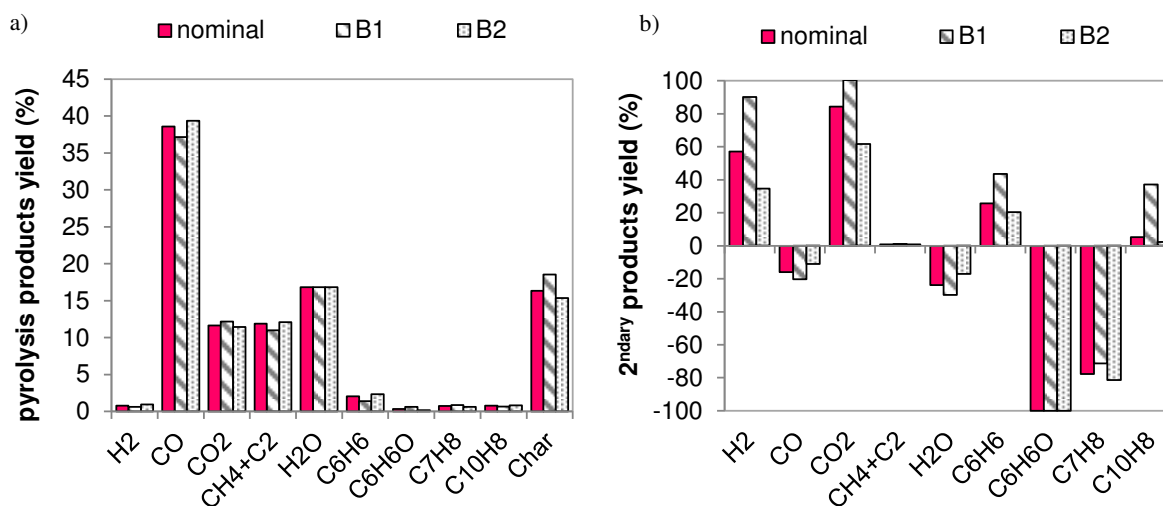 a)
nominal B1 B2
pyrolysis products yield (%)
45
40
35
30
25
20
15
10
5
0
H2 CO CO2 CH4+C2 H2O C6H6 C6H6O C7H8 C10H8 Char
b)
nominal B1 B2
2ndary products yield (%)
100
80
60
40
20
0
-20
-40
-60
-80
-100
H2 CO CO2 CH4+C2 H2O C6H6 C6H6O C7H8 C10H8